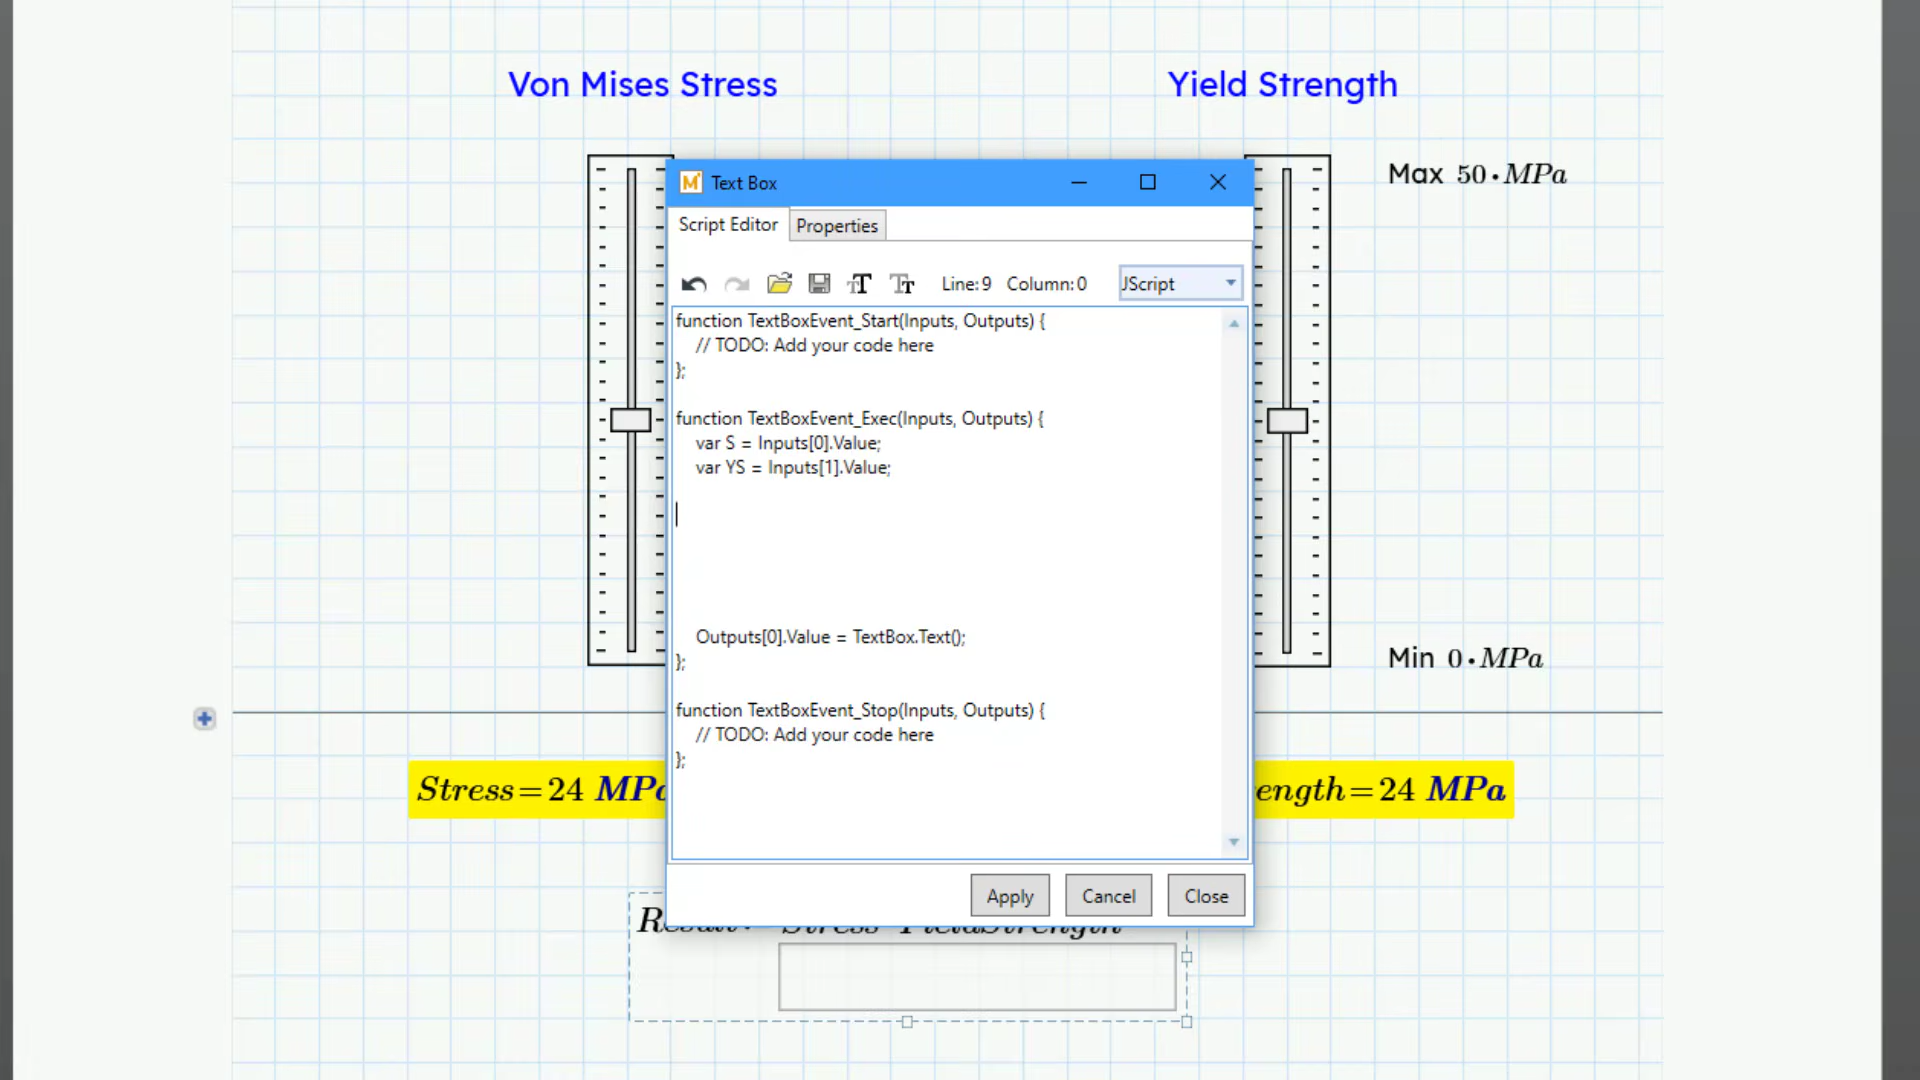 Von Mises Stress
Yield Strength
Max 50·MPa
Text Box
Script Editor
Properties
Line: 9
Column: 0
JScript
function TextBoxEvent_Start(Inputs, Outputs) {
// TODO: Add your code here
};
function TextBoxEvent_Exec(Inputs, Outputs) {
var S = Inputs[0].Value;
var YS = Inputs[1].Value;
Outputs[0].Value = TextBox.Text();
};
Min 0·MPa
function TextBoxEvent_Stop(Inputs, Outputs) {
// TODO: Add your code here
};
Stress=24 MPa
ength=24 MPa
Apply
Cancel
Close
Stress YieldStrength